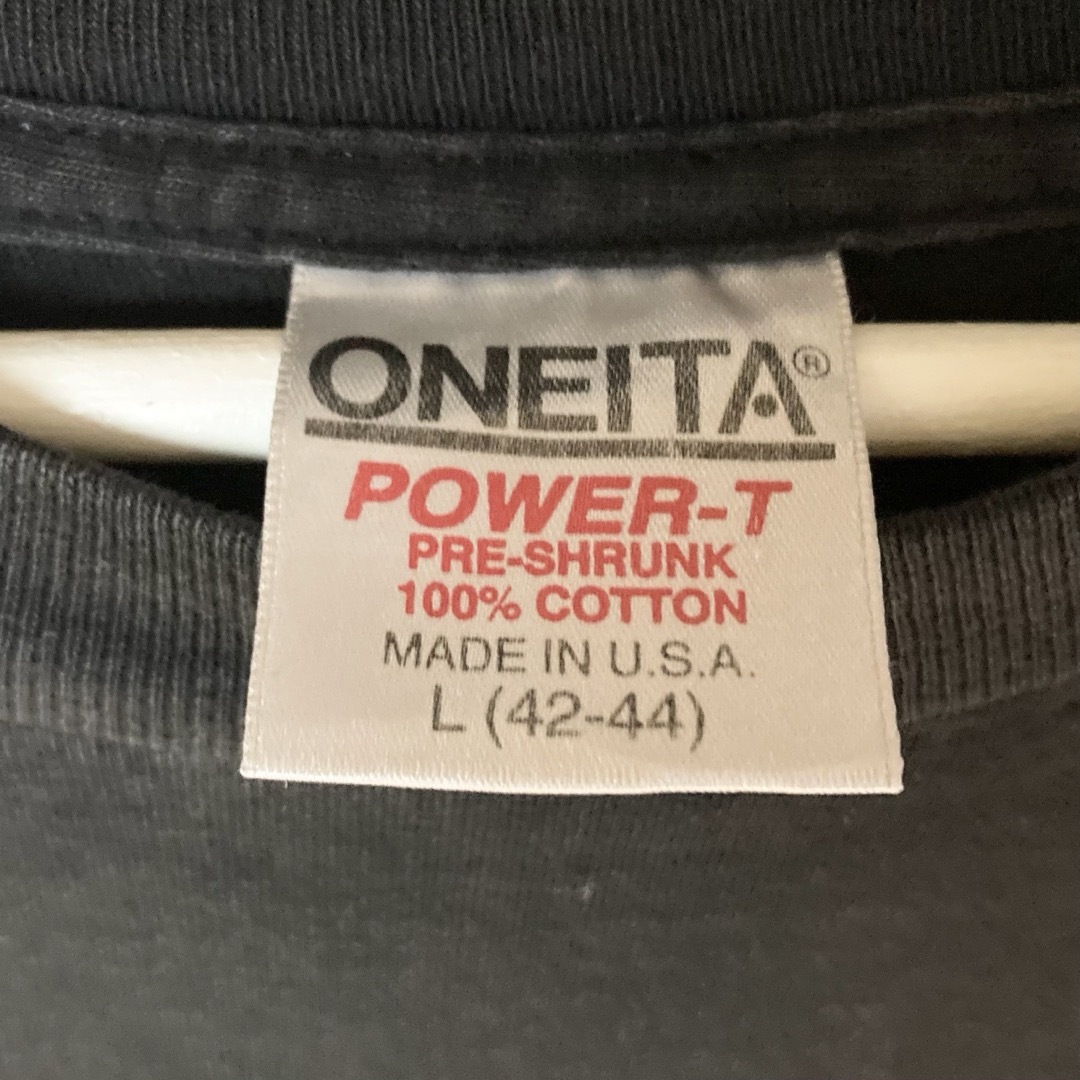 ONEITA®
POWER-T
PRE-SHRUNK
100% COTTON
MADE IN U.S.A.
L (42-44)